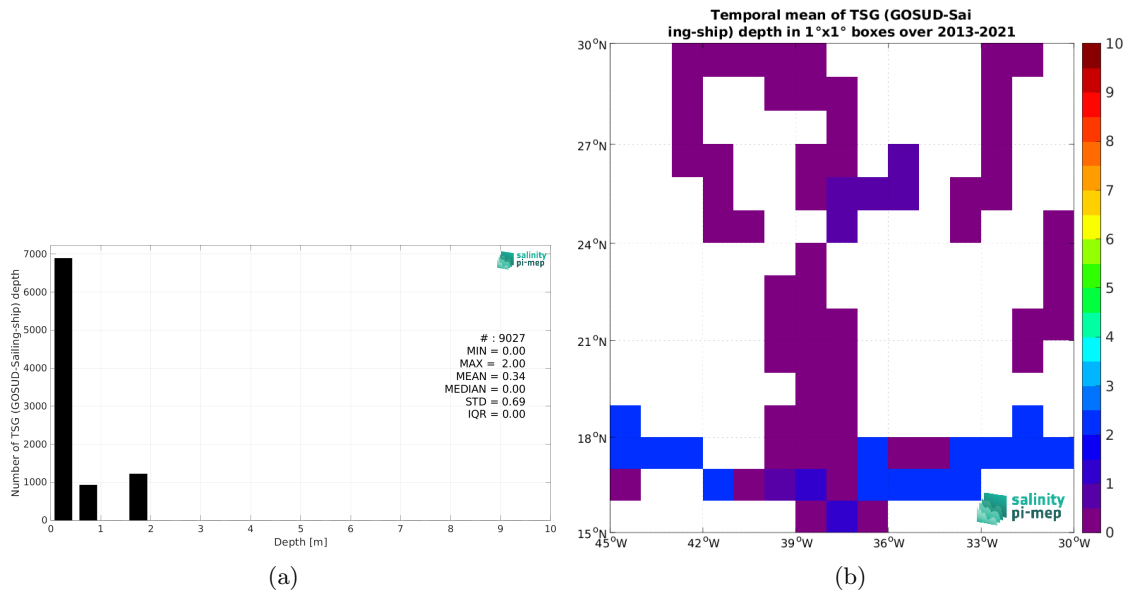 7000
6000
5000
4000
3000
2000
1000
0
Number of TSG (GOSUD-Sailing-ship) depth
salinity
pi-mep
# : 9027
MIN = 0.00
MAX = 2.00
MEAN = 0.34
MEDIAN = 0.00
STD = 0.69
IQR = 0.00
0 1 2 3 4 5 6 7 8 9 10
Depth [m]
(a)
Temporal mean of TSG (GOSUD-Sai
ing-ship) depth in 1°x1° boxes over 2013-2021
30°N
27°N
24°N
21°N
18°N
15°N
45°W 42°W 39°W 36°W 33°W 30°W
salinity
pi-mep
10
9
8
7
6
5
4
3
2
1
0
(b)